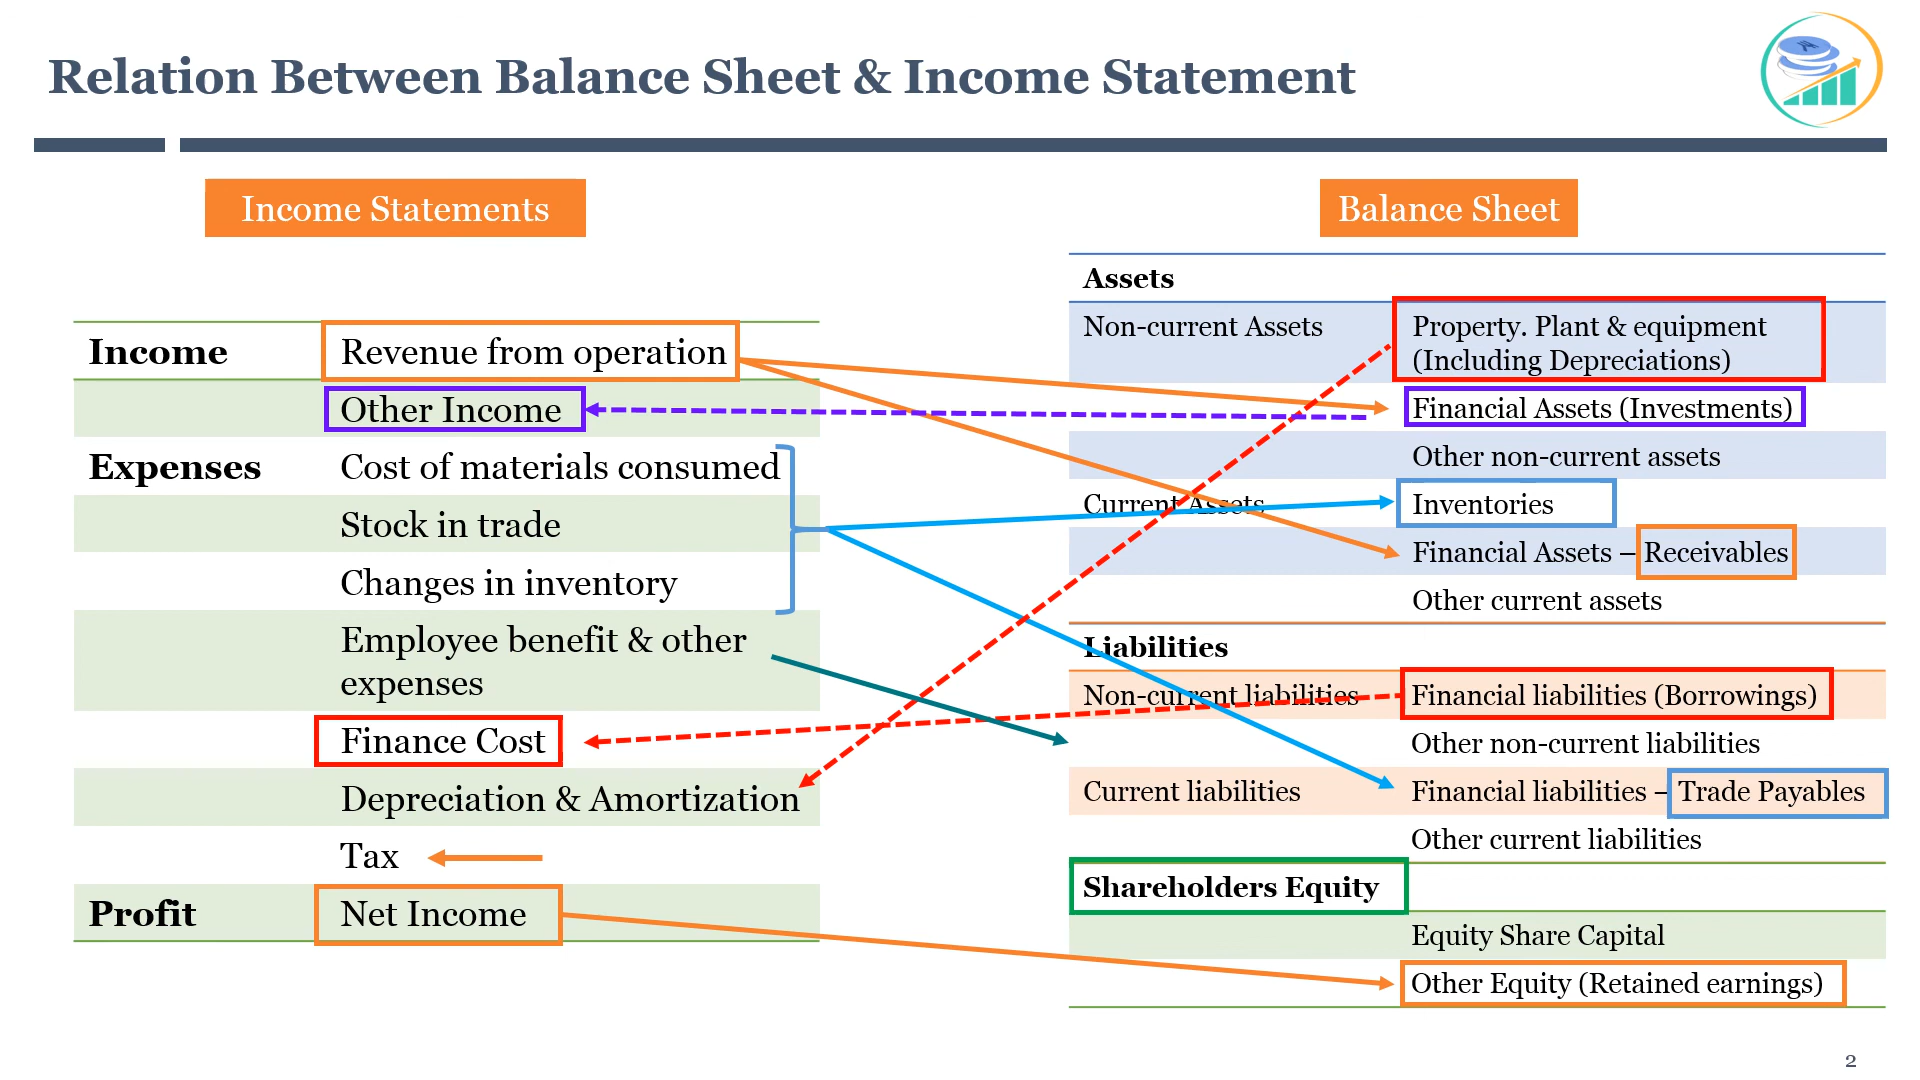 Relation Between Balance Sheet & Income Statement
Income Statements
Income
Revenue from operation
Other Income
Expenses
Cost of materials consumed
Stock in trade
Changes in inventory
Employee benefit & other
expenses
Finance Cost
Depreciation & Amortization
Tax
Profit
Net Income
Balance Sheet
Assets
Non-current Assets
Property. Plant & equipment
(Including Depreciations)
Financial Assets (Investments)
Other non-current assets
Current Assets
Inventories
Financial Assets – Receivables
Other current assets
Liabilities
Non-current liabilities
Financial liabilities (Borrowings)
Other non-current liabilities
Current liabilities
Financial liabilities – Trade Payables
Other current liabilities
Shareholders Equity
Equity Share Capital
Other Equity (Retained earnings)
2